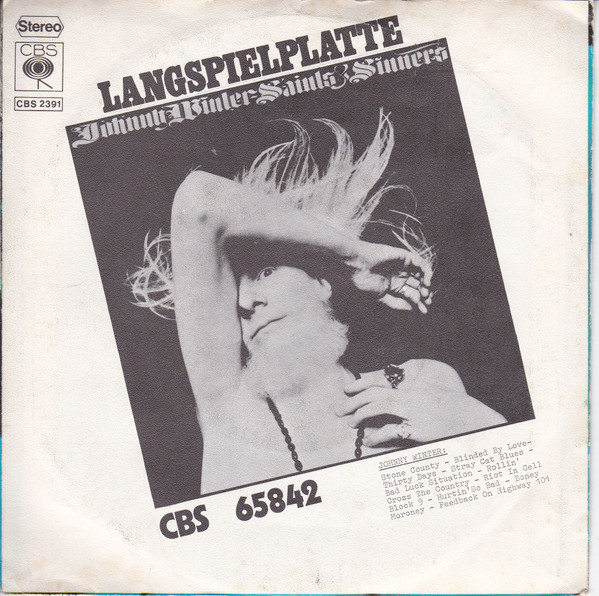 Stereo
CBS
CBS 2391
LANGSPIELPLATTE
Johnny Winter Saints & Sinners
JOHNNY WINTER:
Stone County - Blinded By Love-
Thirty Days - Stray Cat Blues -
Bad Luck Situation - Rollin'
Cross The Country - Riot In Cell
Block 9 - Hurtin'So Bad - Boney
Moroney - Feedback On Highway 101
CBS 65842